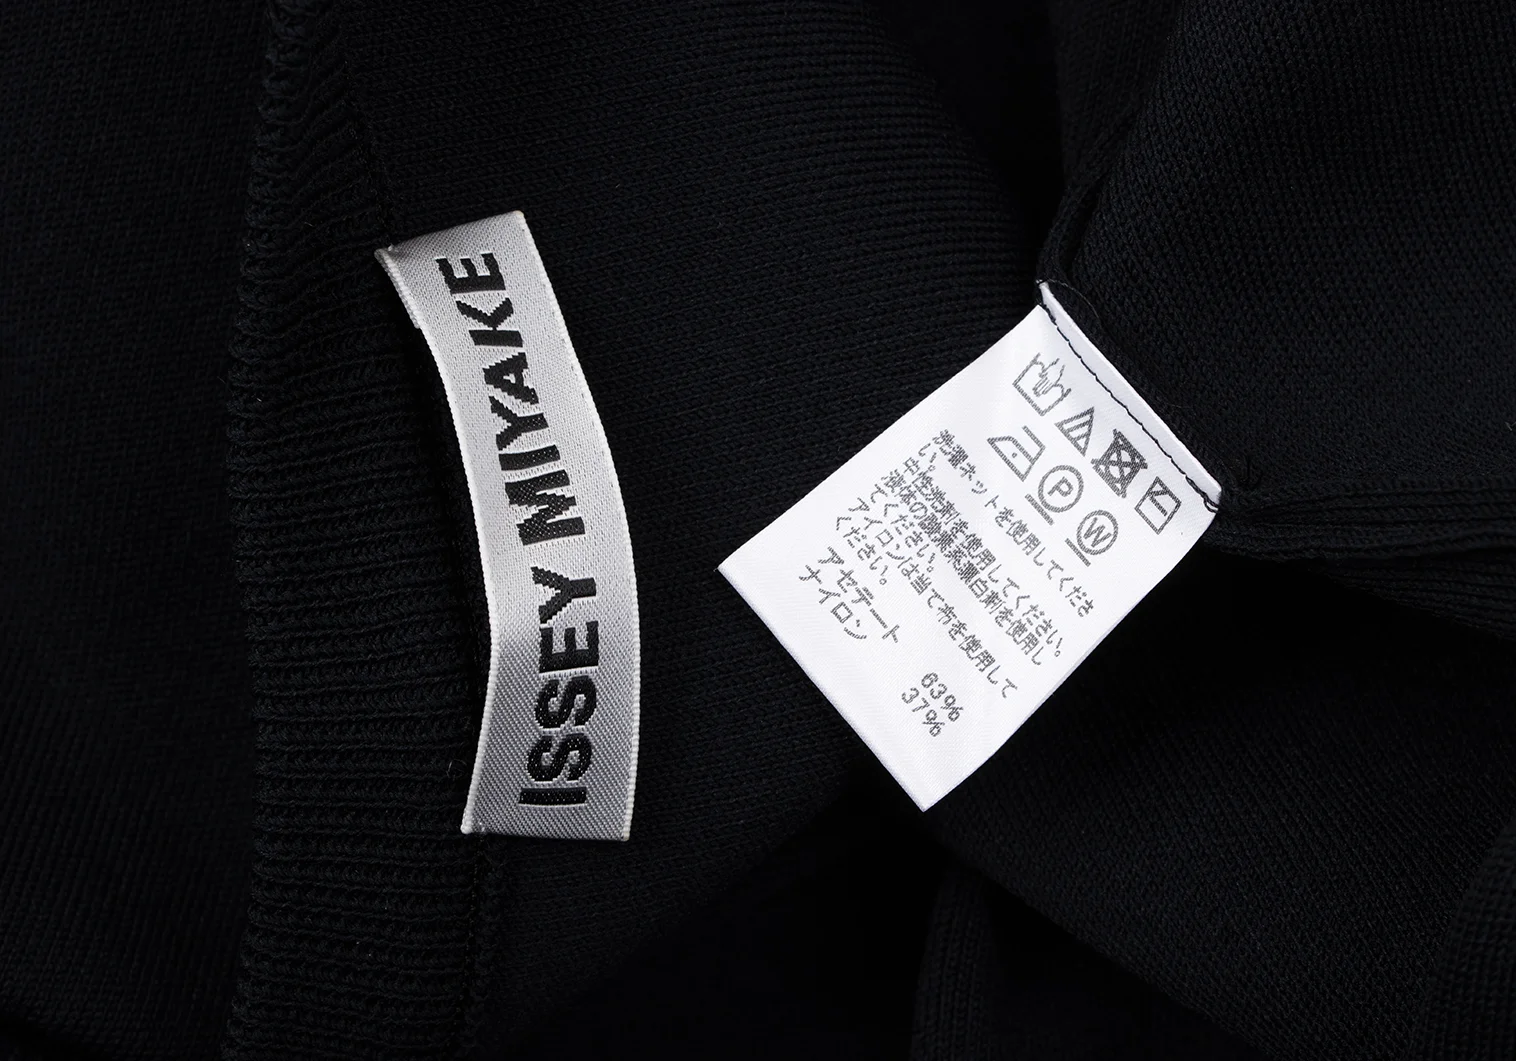 ISSEY MIYAKE
P W
洗濯ネットを使用してくださ
い。
中性洗剤を使用してください。
液体の酸素系漂白剤を使用し
てください。
アイロンは当て布を使用して
ください。
アセテート 63%
ナイロン 37%